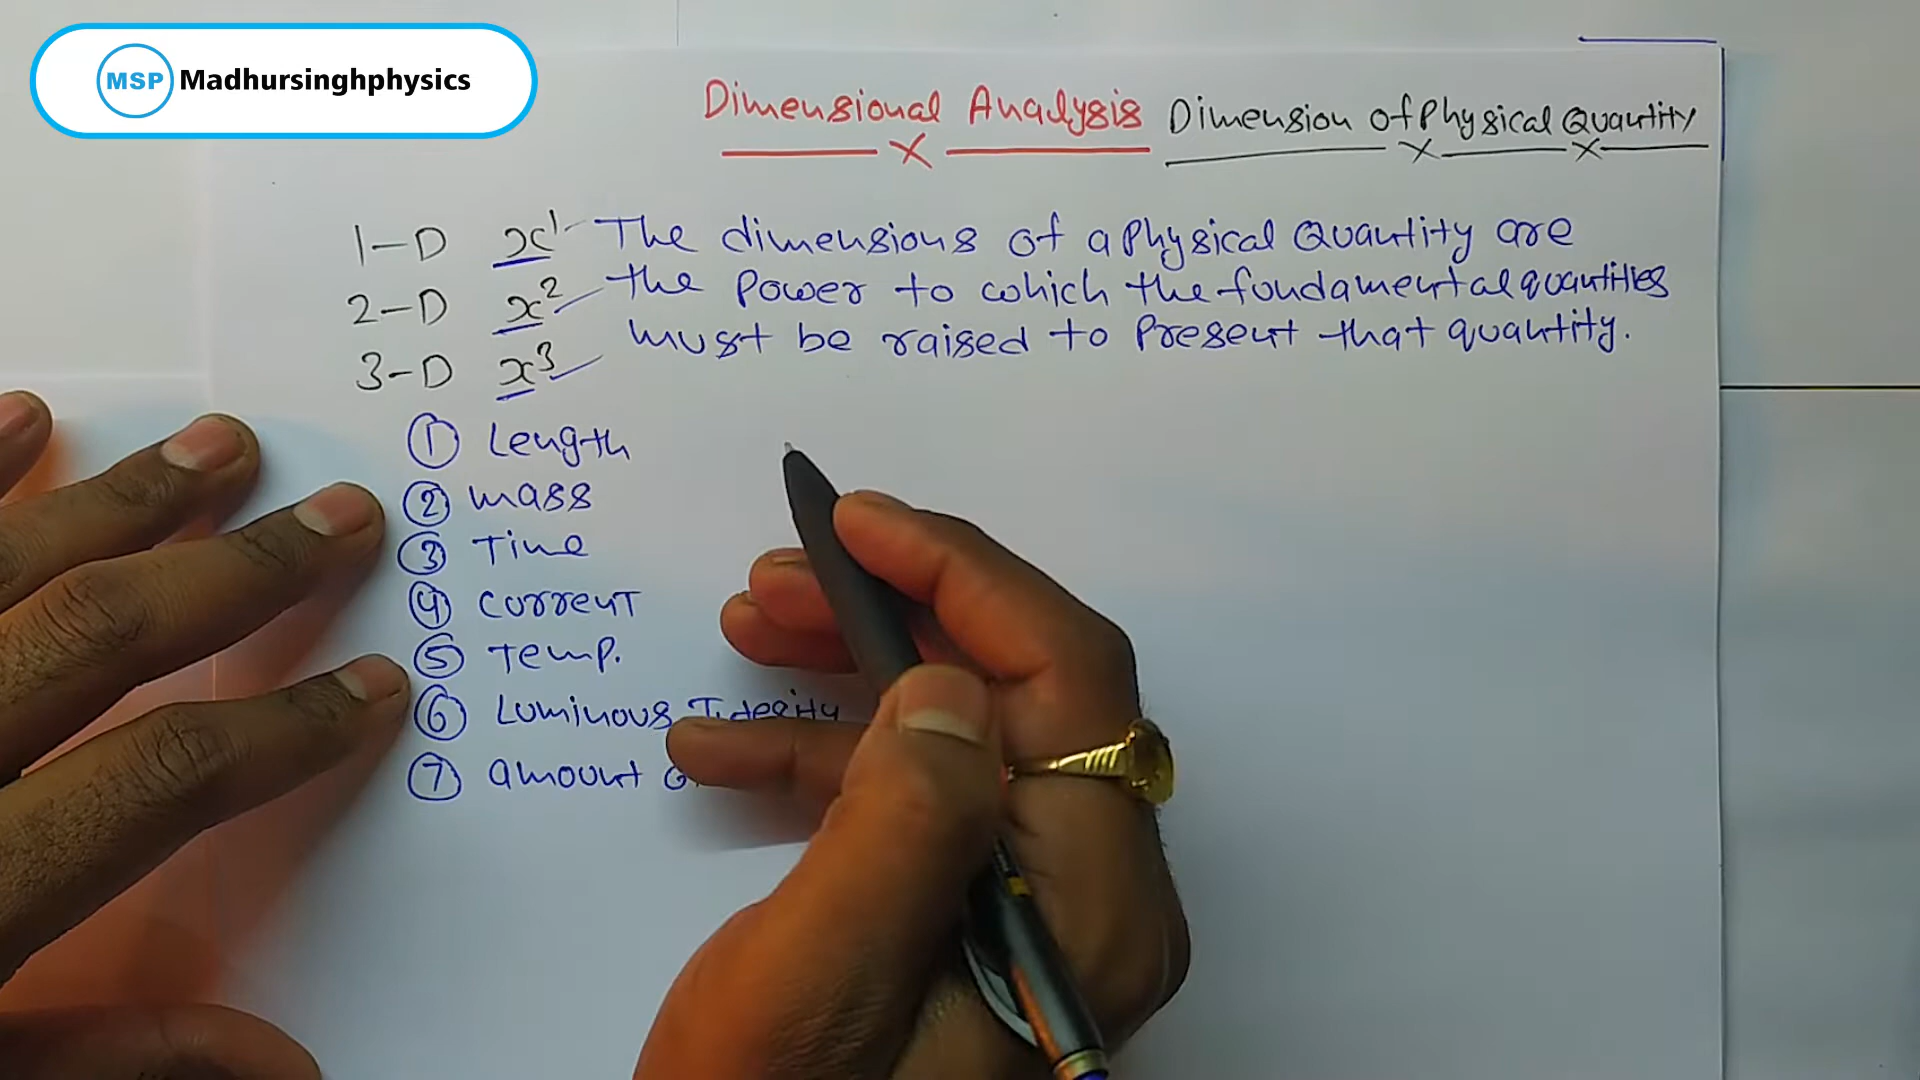 MSP Madhursinghphysics
Dimensional Analysis Dimension of Physical Quantity
1-D x¹ The dimensions of a Physical Quantity are
2-D x² the Power to which the fundamental quantities
must be raised to Present that quantity.
3-D x³
① Length
② mass
③ Time
④ current
⑤ Temp.
⑥ Luminous
⑦ amount